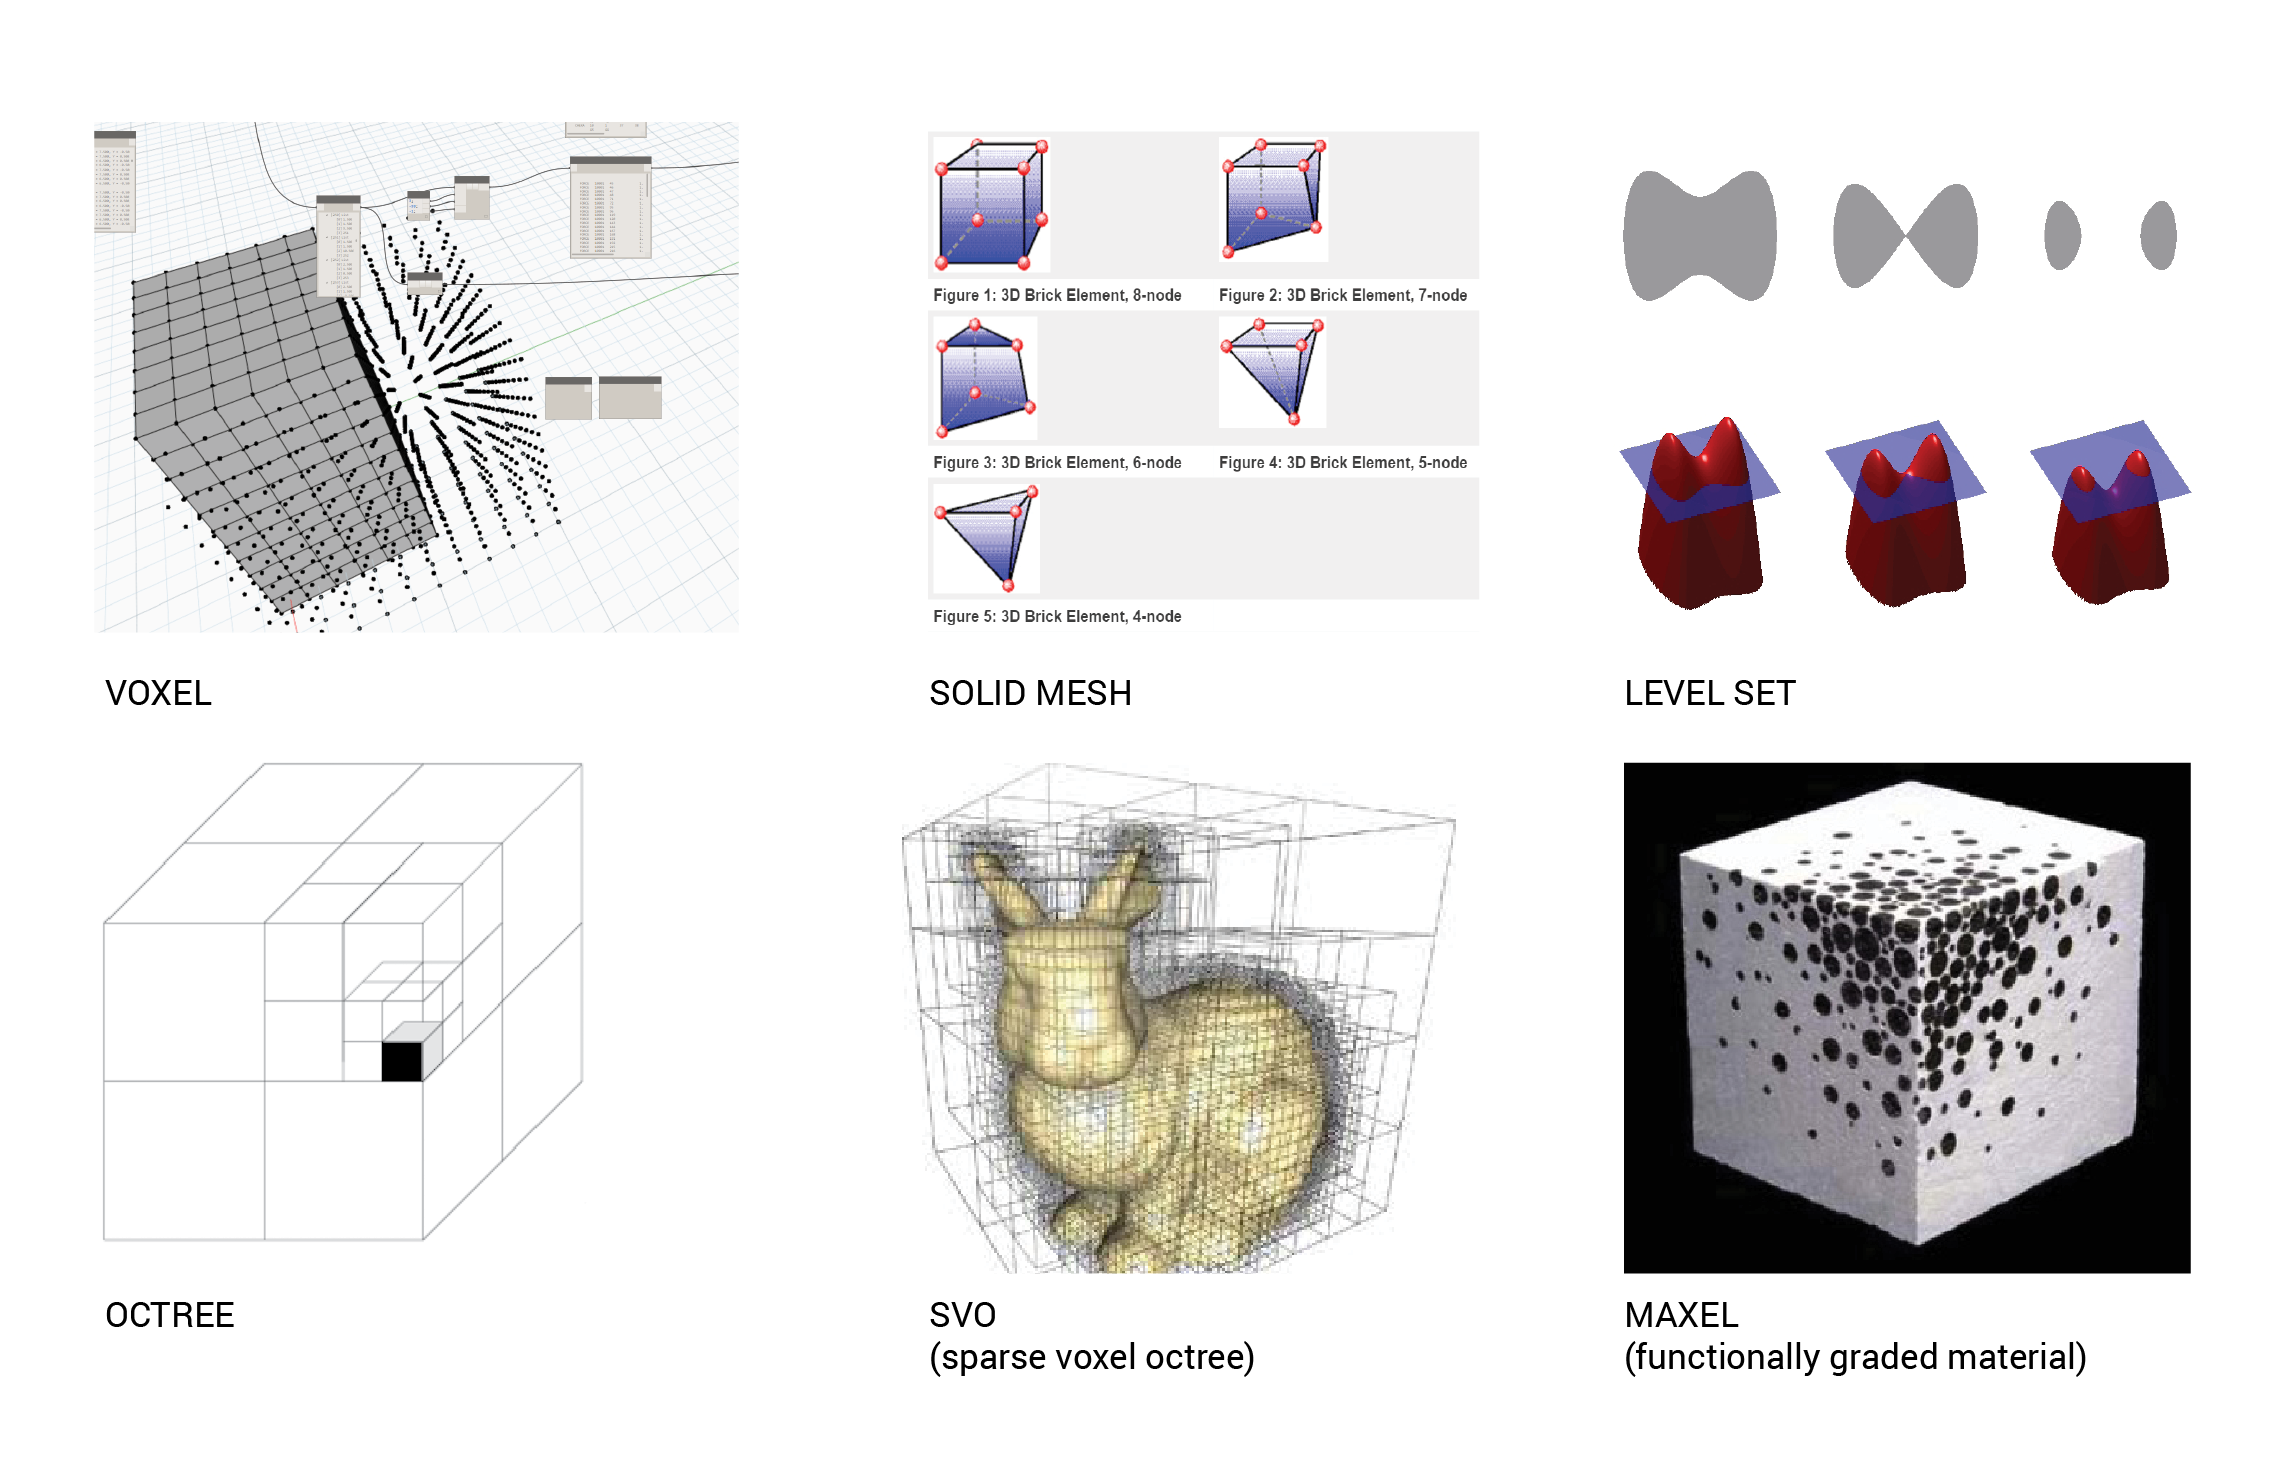 Figure 1: 3D Brick Element, 8-node
Figure 2: 3D Brick Element, 7-node
Figure 3: 3D Brick Element, 6-node
Figure 4: 3D Brick Element, 5-node
Figure 5: 3D Brick Element, 4-node
VOXEL
SOLID MESH
LEVEL SET
OCTREE
SVO
(sparse voxel octree)
MAXEL
(functionally graded material)